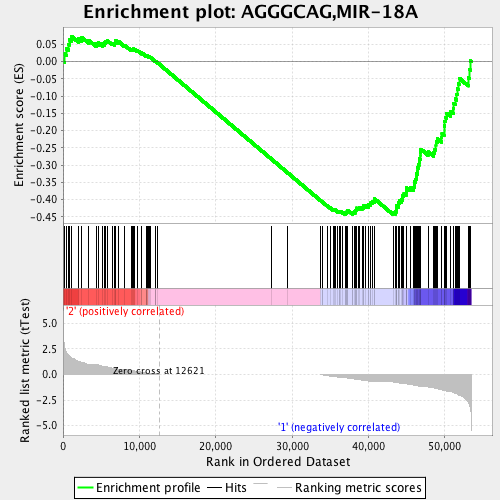 Enrichment plot: AGGGCAG,MIR-18A
Enrichment score (ES)
0.05
0.00
-0.05
-0.10
-0.15
-0.20
-0.25
-0.30
-0.35
-0.40
-0.45
'2' (positively correlated)
Ranked list metric (tTest)
5.0
2.5
0.0
-2.5
-5.0
Zero cross at 12621
'1' (negatively correlated)
0
10,000
20,000
30,000
40,000
50,000
Rank in Ordered Dataset
Enrichment profile
Hits
Ranking metric scores